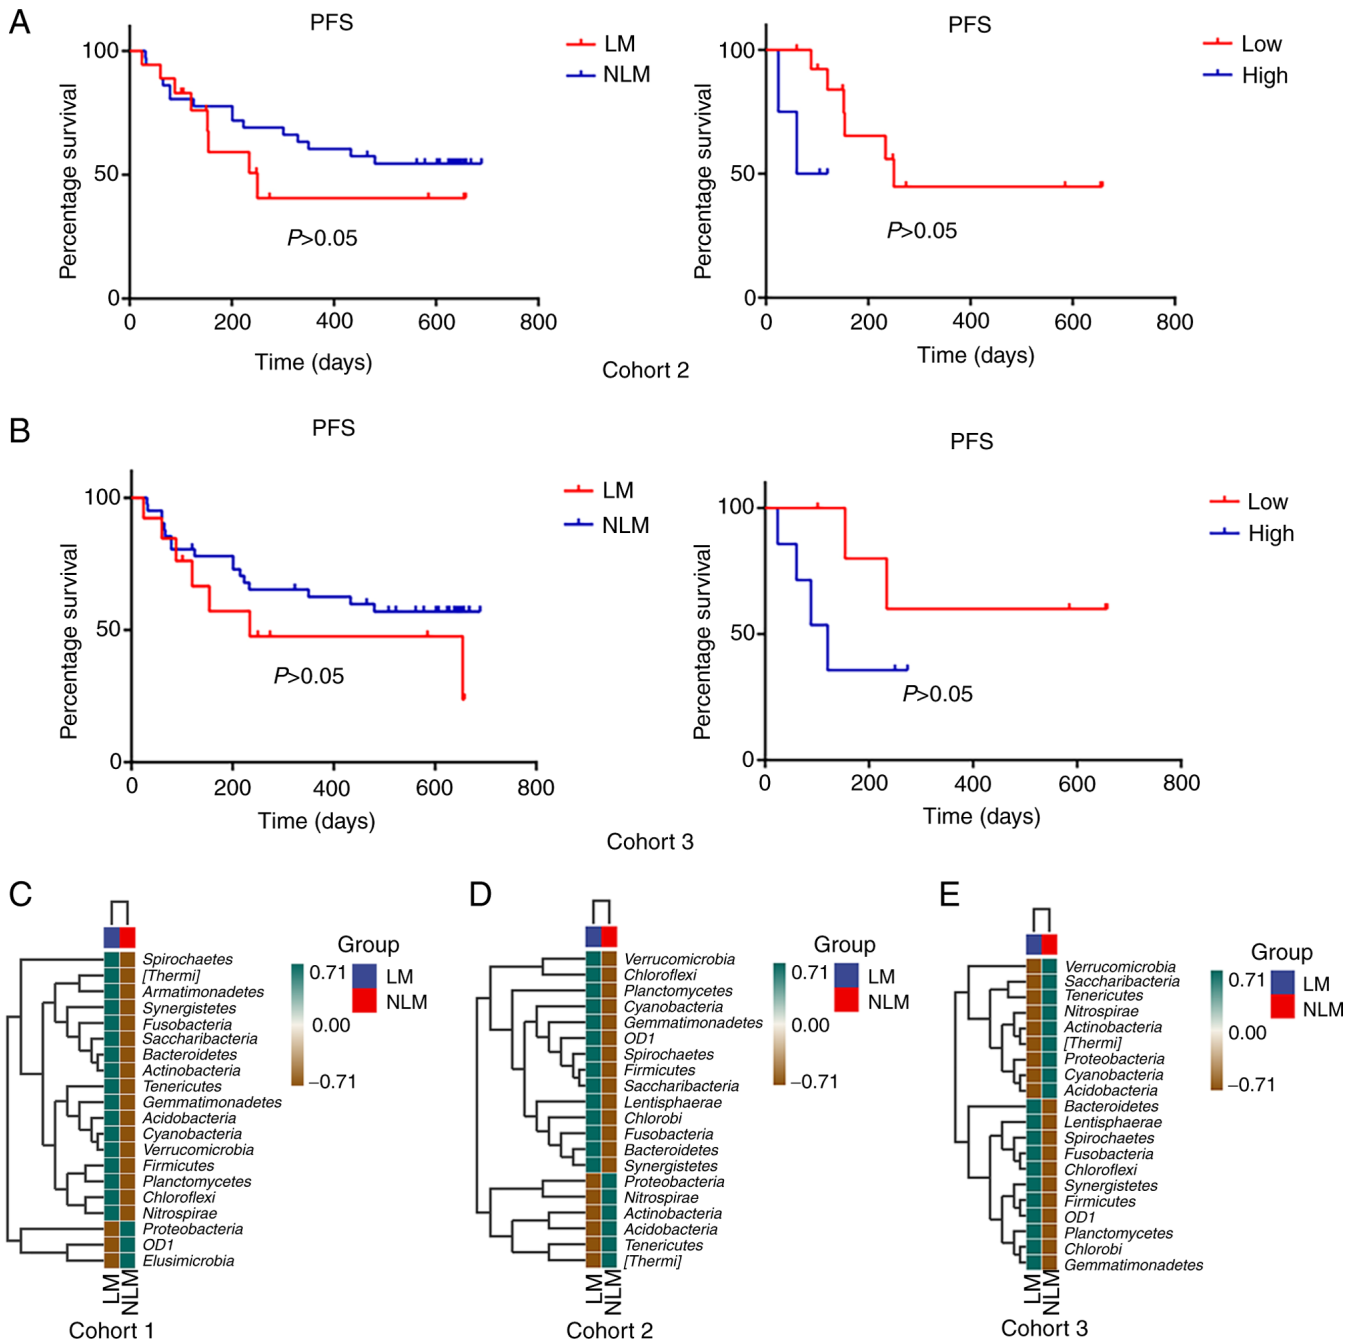 A
PFS
LM
NLM
100
50
0
0 200 400 600 800
Percentage survival
P>0.05
Time (days)
PFS
Low
High
100
50
0
0 200 400 600 800
Percentage survival
P>0.05
Time (days)
Cohort 2
B
PFS
LM
NLM
100
50
0
0 200 400 600 800
Percentage survival
P>0.05
Time (days)
PFS
Low
High
100
50
0
0 200 400 600 800
Percentage survival
P>0.05
Time (days)
Cohort 3
C
Spirochaetes
[Thermi]
Armatimonadetes
Synergistetes
Fusobacteria
Saccharibacteria
Bacteroidetes
Actinobacteria
Tenericutes
Gemmatimonadetes
Acidobacteria
Cyanobacteria
Verrucomicrobia
Firmicutes
Planctomycetes
Chloroflexi
Nitrospirae
Proteobacteria
OD1
Elusimicrobia
LM
NLM
Group
0.71
0.00
−0.71
LM
NLM
Cohort 1
D
Verrucomicrobia
Chloroflexi
Planctomycetes
Cyanobacteria
Gemmatimonadetes
OD1
Spirochaetes
Firmicutes
Saccharibacteria
Lentisphaerae
Chlorobi
Fusobacteria
Bacteroidetes
Synergistetes
Proteobacteria
Nitrospirae
Actinobacteria
Acidobacteria
Tenericutes
[Thermi]
LM
NLM
Group
0.71
0.00
−0.71
LM
NLM
Cohort 2
E
Verrucomicrobia
Saccharibacteria
Tenericutes
Nitrospirae
Actinobacteria
[Thermi]
Proteobacteria
Cyanobacteria
Acidobacteria
Bacteroidetes
Lentisphaerae
Spirochaetes
Fusobacteria
Chloroflexi
Synergistetes
Firmicutes
OD1
Planctomycetes
Chlorobi
Gemmatimonadetes
LM
NLM
Group
0.71
0.00
−0.71
LM
NLM
Cohort 3